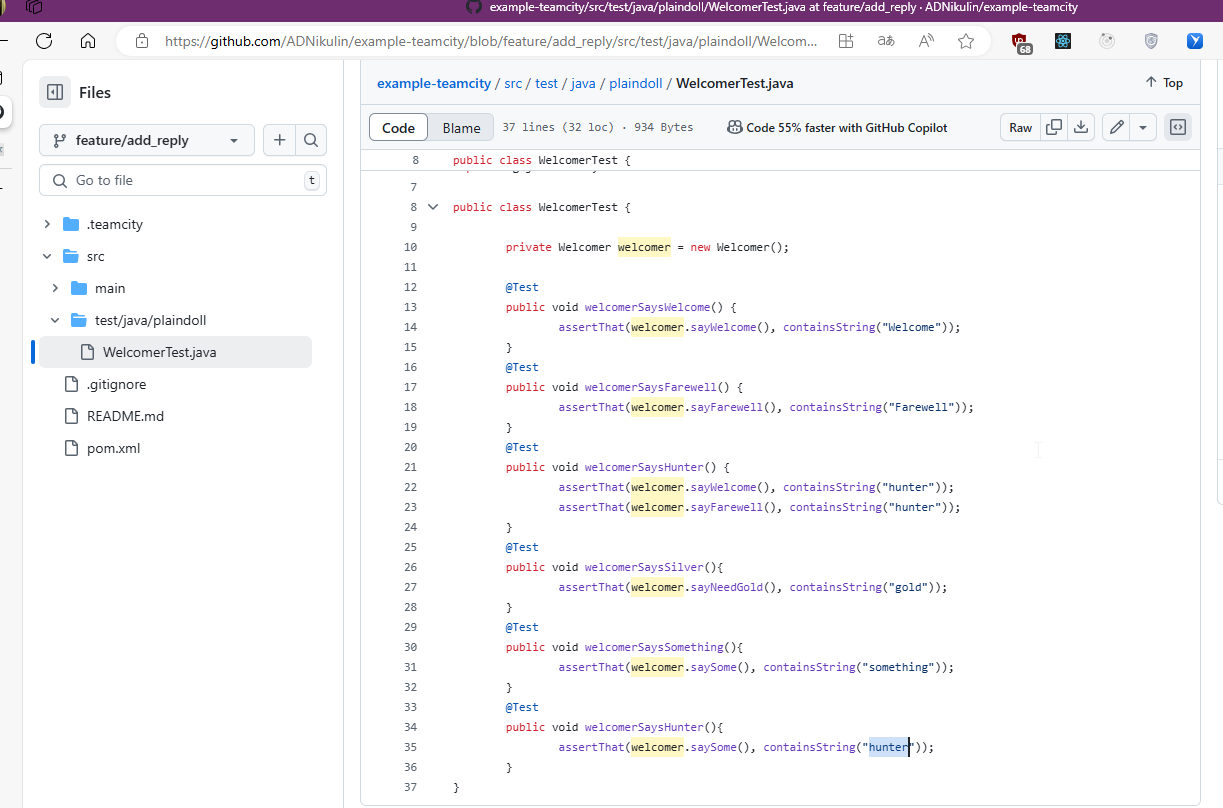 example-teamcity/src/test/java/plaindoll/WelcomerTest.java at feature/add_reply · ADNikulin/example-teamcity
https://github.com/ADNikulin/example-teamcity/blob/feature/add_reply/src/test/java/plaindoll/Welcom...
68
Files
feature/add_reply
Go to file
t
.teamcity
src
main
test/java/plaindoll
WelcomerTest.java
.gitignore
README.md
pom.xml
example-teamcity / src / test / java / plaindoll / WelcomerTest.java
Top
Code Blame 37 lines (32 loc) · 934 Bytes Code 55% faster with GitHub Copilot Raw
8 public class WelcomerTest {
7
8 public class WelcomerTest {
9
10 private Welcomer welcomer = new Welcomer();
11
12 @Test
13 public void welcomerSaysWelcome() {
14 assertThat(welcomer.sayWelcome(), containsString("Welcome"));
15 }
16 @Test
17 public void welcomerSaysFarewell() {
18 assertThat(welcomer.sayFarewell(), containsString("Farewell"));
19 }
20 @Test
21 public void welcomerSaysHunter() {
22 assertThat(welcomer.sayWelcome(), containsString("hunter"));
23 assertThat(welcomer.sayFarewell(), containsString("hunter"));
24 }
25 @Test
26 public void welcomerSaysSilver(){
27 assertThat(welcomer.sayNeedGold(), containsString("gold"));
28 }
29 @Test
30 public void welcomerSaysSomething(){
31 assertThat(welcomer.saySome(), containsString("something"));
32 }
33 @Test
34 public void welcomerSaysHunter(){
35 assertThat(welcomer.saySome(), containsString("hunter"));
36 }
37 }